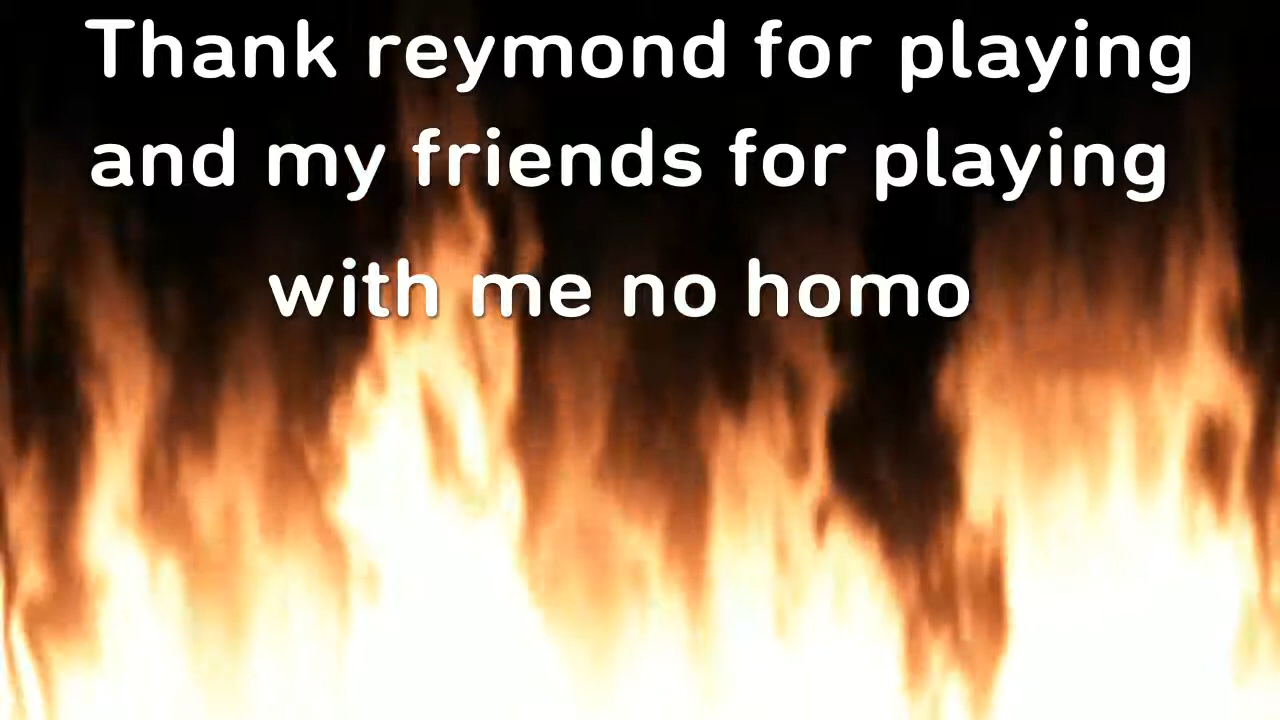 Thank reymond for playing
and my friends for playing
with me no homo